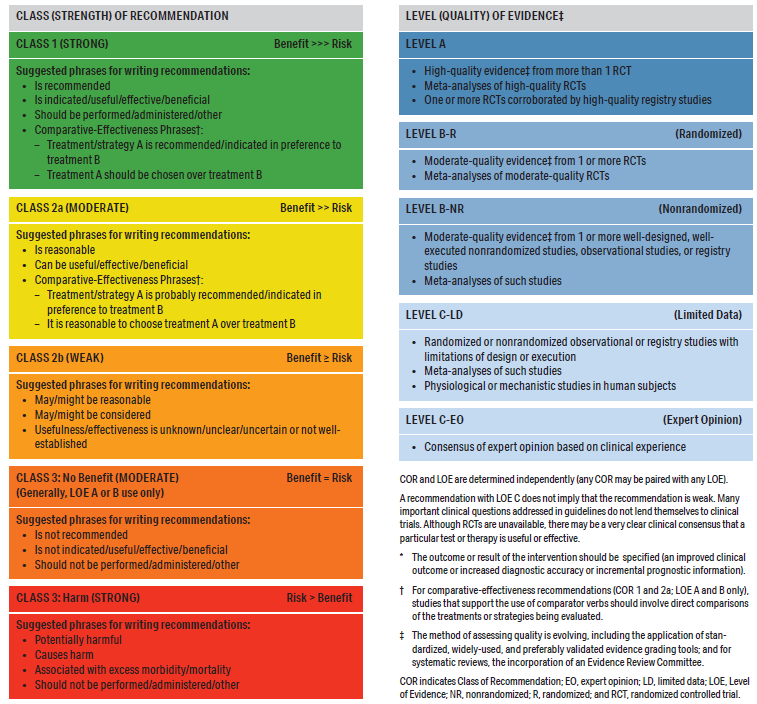 CLASS (STRENGTH) OF RECOMMENDATION
CLASS 1 (STRONG) Benefit >>> Risk
Suggested phrases for writing recommendations:
• Is recommended
• Is indicated/useful/effective/beneficial
• Should be performed/administered/other
• Comparative-Effectiveness Phrases†:
– Treatment/strategy A is recommended/indicated in preference to
treatment B
– Treatment A should be chosen over treatment B
CLASS 2a (MODERATE) Benefit >> Risk
Suggested phrases for writing recommendations:
• Is reasonable
• Can be useful/effective/beneficial
• Comparative-Effectiveness Phrases†:
– Treatment/strategy A is probably recommended/indicated in
preference to treatment B
– It is reasonable to choose treatment A over treatment B
CLASS 2b (WEAK) Benefit ≥ Risk
Suggested phrases for writing recommendations:
• May/might be reasonable
• May/might be considered
• Usefulness/effectiveness is unknown/unclear/uncertain or not well-
established
CLASS 3: No Benefit (MODERATE) Benefit = Risk
(Generally, LOE A or B use only)
Suggested phrases for writing recommendations:
• Is not recommended
• Is not indicated/useful/effective/beneficial
• Should not be performed/administered/other
CLASS 3: Harm (STRONG) Risk > Benefit
Suggested phrases for writing recommendations:
• Potentially harmful
• Causes harm
• Associated with excess morbidity/mortality
• Should not be performed/administered/other
LEVEL (QUALITY) OF EVIDENCE‡
LEVEL A
• High-quality evidence‡ from more than 1 RCT
• Meta-analyses of high-quality RCTs
• One or more RCTs corroborated by high-quality registry studies
LEVEL B-R (Randomized)
• Moderate-quality evidence‡ from 1 or more RCTs
• Meta-analyses of moderate-quality RCTs
LEVEL B-NR (Nonrandomized)
• Moderate-quality evidence‡ from 1 or more well-designed, well-
executed nonrandomized studies, observational studies, or registry
studies
• Meta-analyses of such studies
LEVEL C-LD (Limited Data)
• Randomized or nonrandomized observational or registry studies with
limitations of design or execution
• Meta-analyses of such studies
• Physiological or mechanistic studies in human subjects
LEVEL C-EO (Expert Opinion)
• Consensus of expert opinion based on clinical experience
COR and LOE are determined independently (any COR may be paired with any LOE).
A recommendation with LOE C does not imply that the recommendation is weak. Many
important clinical questions addressed in guidelines do not lend themselves to clinical
trials. Although RCTs are unavailable, there may be a very clear clinical consensus that a
particular test or therapy is useful or effective.
* The outcome or result of the intervention should be specified (an improved clinical
outcome or increased diagnostic accuracy or incremental prognostic information).
† For comparative-effectiveness recommendations (COR 1 and 2a; LOE A and B only),
studies that support the use of comparator verbs should involve direct comparisons
of the treatments or strategies being evaluated.
‡ The method of assessing quality is evolving, including the application of stan-
dardized, widely-used, and preferably validated evidence grading tools; and for
systematic reviews, the incorporation of an Evidence Review Committee.
COR indicates Class of Recommendation; EO, expert opinion; LD, limited data; LOE, Level
of Evidence; NR, nonrandomized; R, randomized; and RCT, randomized controlled trial.